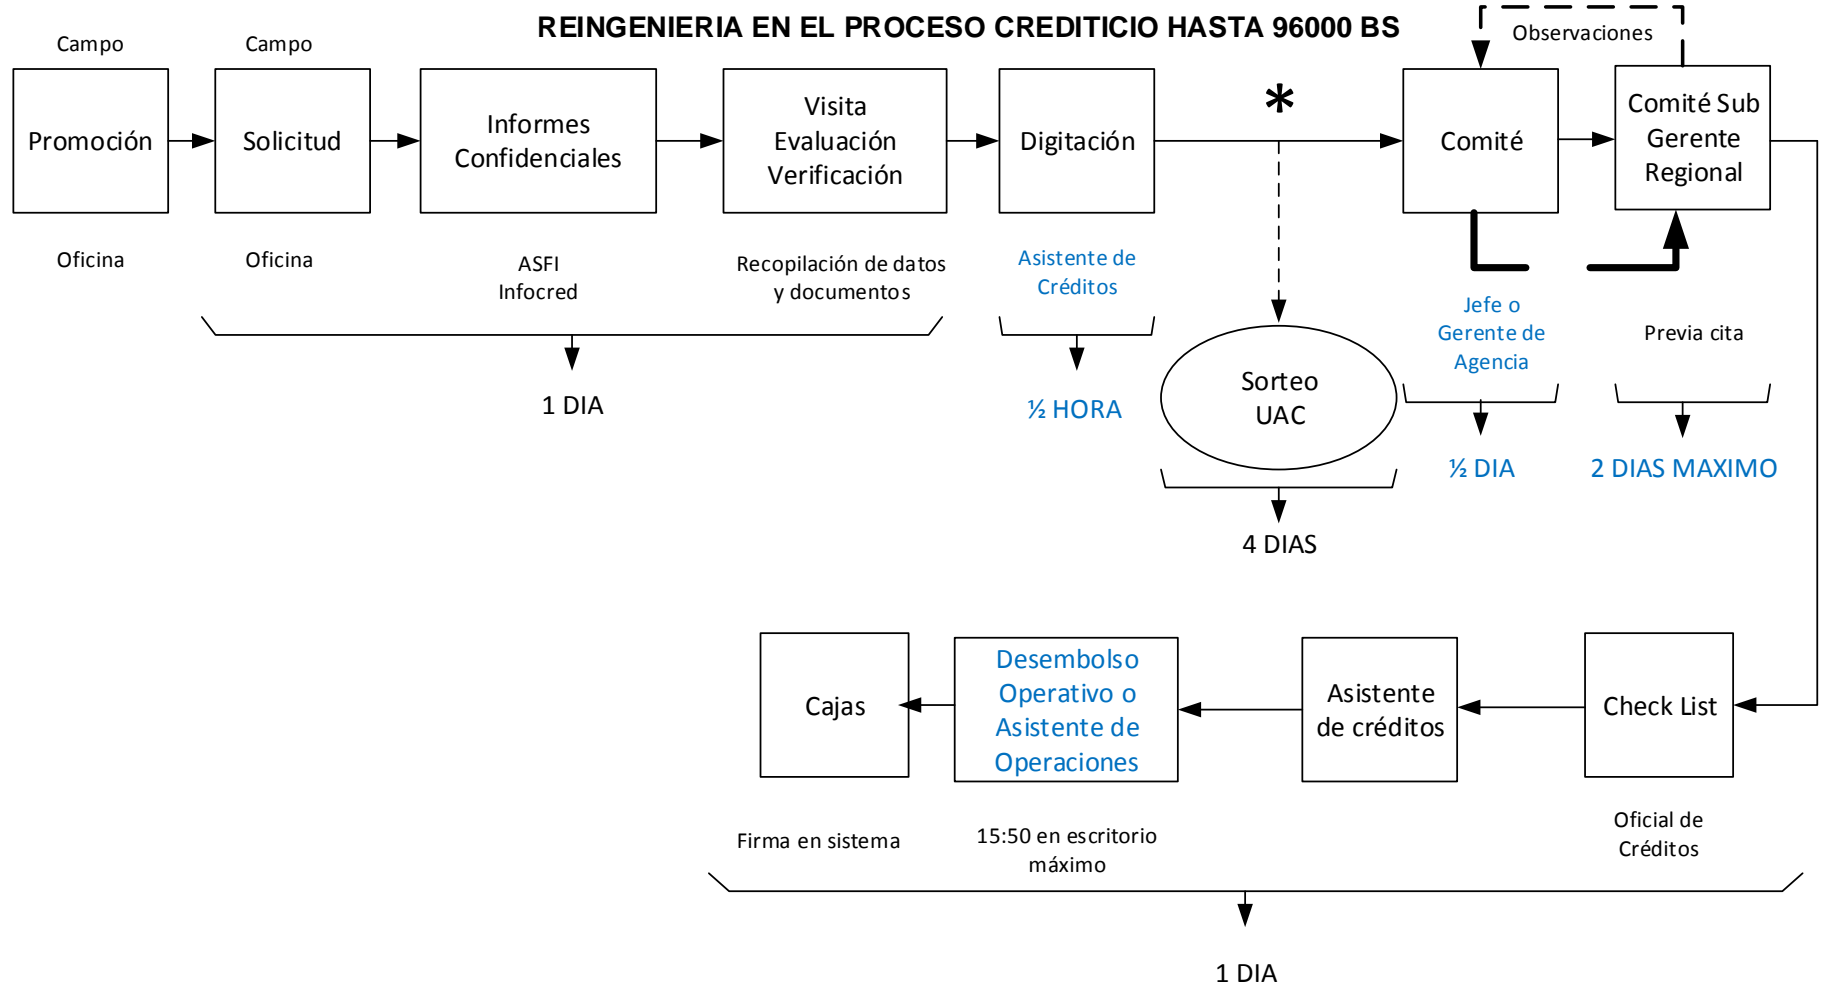 REINGENIERIA EN EL PROCESO CREDITICIO HASTA 96000 BS
Campo
Campo
Observaciones
Promoción
Solicitud
Informes
Confidenciales
Visita
Evaluación
Verificación
Digitación
*
Comité
Comité Sub
Gerente
Regional
Oficina
Oficina
ASFI
Infocred
Recopilación de datos
y documentos
Asistente de
Créditos
Jefe o
Gerente de
Agencia
Previa cita
1 DIA
½ HORA
Sorteo
UAC
½ DIA
2 DIAS MAXIMO
4 DIAS
Cajas
Desembolso
Operativo o
Asistente de
Operaciones
Asistente
de créditos
Check List
Firma en sistema
15:50 en escritorio
máximo
Oficial de
Créditos
1 DIA